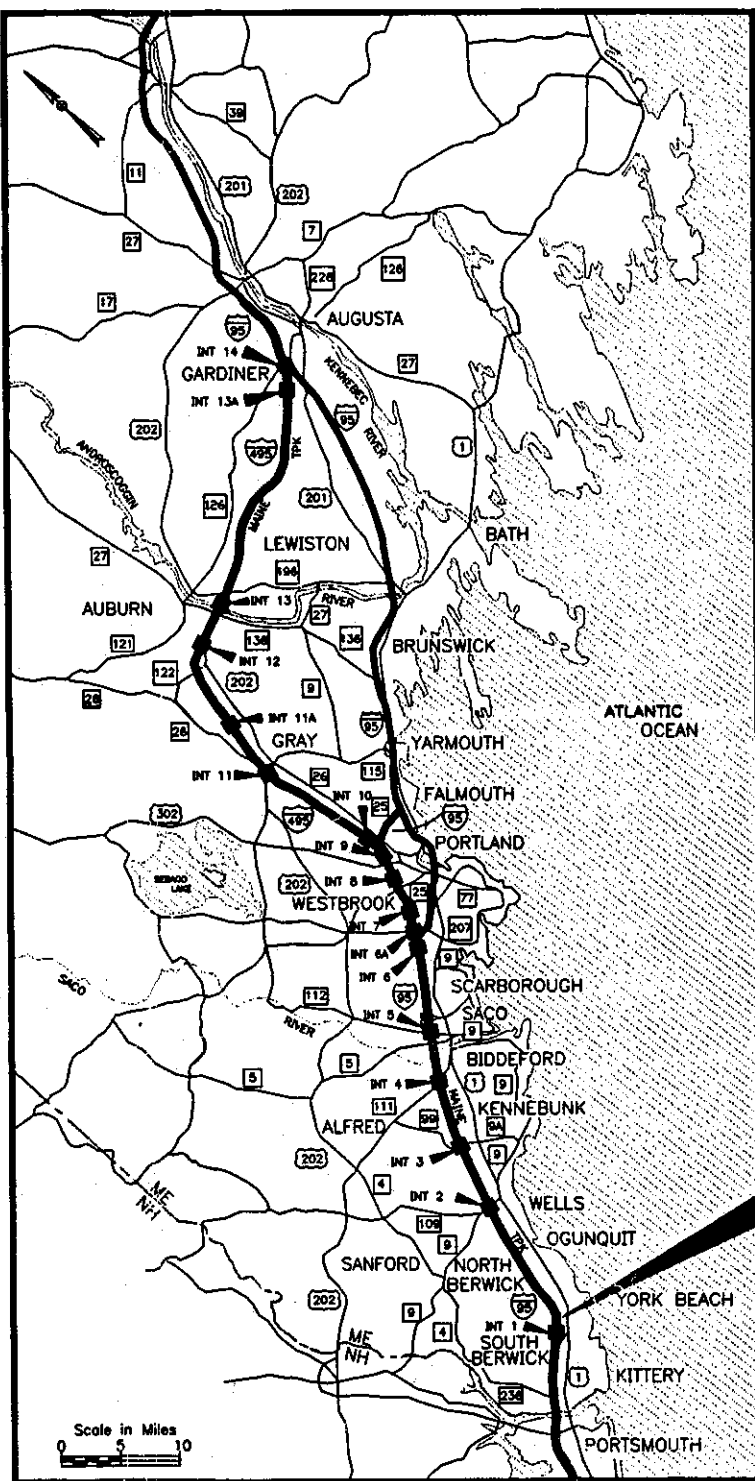 39
11
201
202
27
7
226
126
17
AUGUSTA
95
INT 14
GARDINER
KENNEBEC
27
INT 13A
95
RIVER
202
495
TPK
1
ANDROSCOGGIN
126
MAINE
201
BATH
27
LEWISTON
196
RIVER
AUBURN
INT 13
27
121
136
136
BRUNSWICK
INT 12
122
202
9
26
INT 11A
ATLANTIC
OCEAN
26
GRAY
95
YARMOUTH
INT 11
26
115
INT 10
FALMOUTH
302
495
25
95
INT 9
PORTLAND
SEBAGO
LAKE
202
INT 8
25
77
WESTBROOK
INT 7
207
INT 6A
9
SACO
INT 6
SCARBOROUGH
112
95
SACO
RIVER
INT 5
9
BIDDEFORD
5
5
INT 4
1
9
MAINE
111
99
KENNEBUNK
ALFRED
9A
202
INT 3
9
ME
NH
4
INT 2
WELLS
109
TPK
OGUNQUIT
9
SANFORD
NORTH
BERWICK
202
95
YORK BEACH
9
4
INT 1
ME
NH
SOUTH
BERWICK
KITTERY
1
236
Scale in Miles
0 5 10
PORTSMOUTH